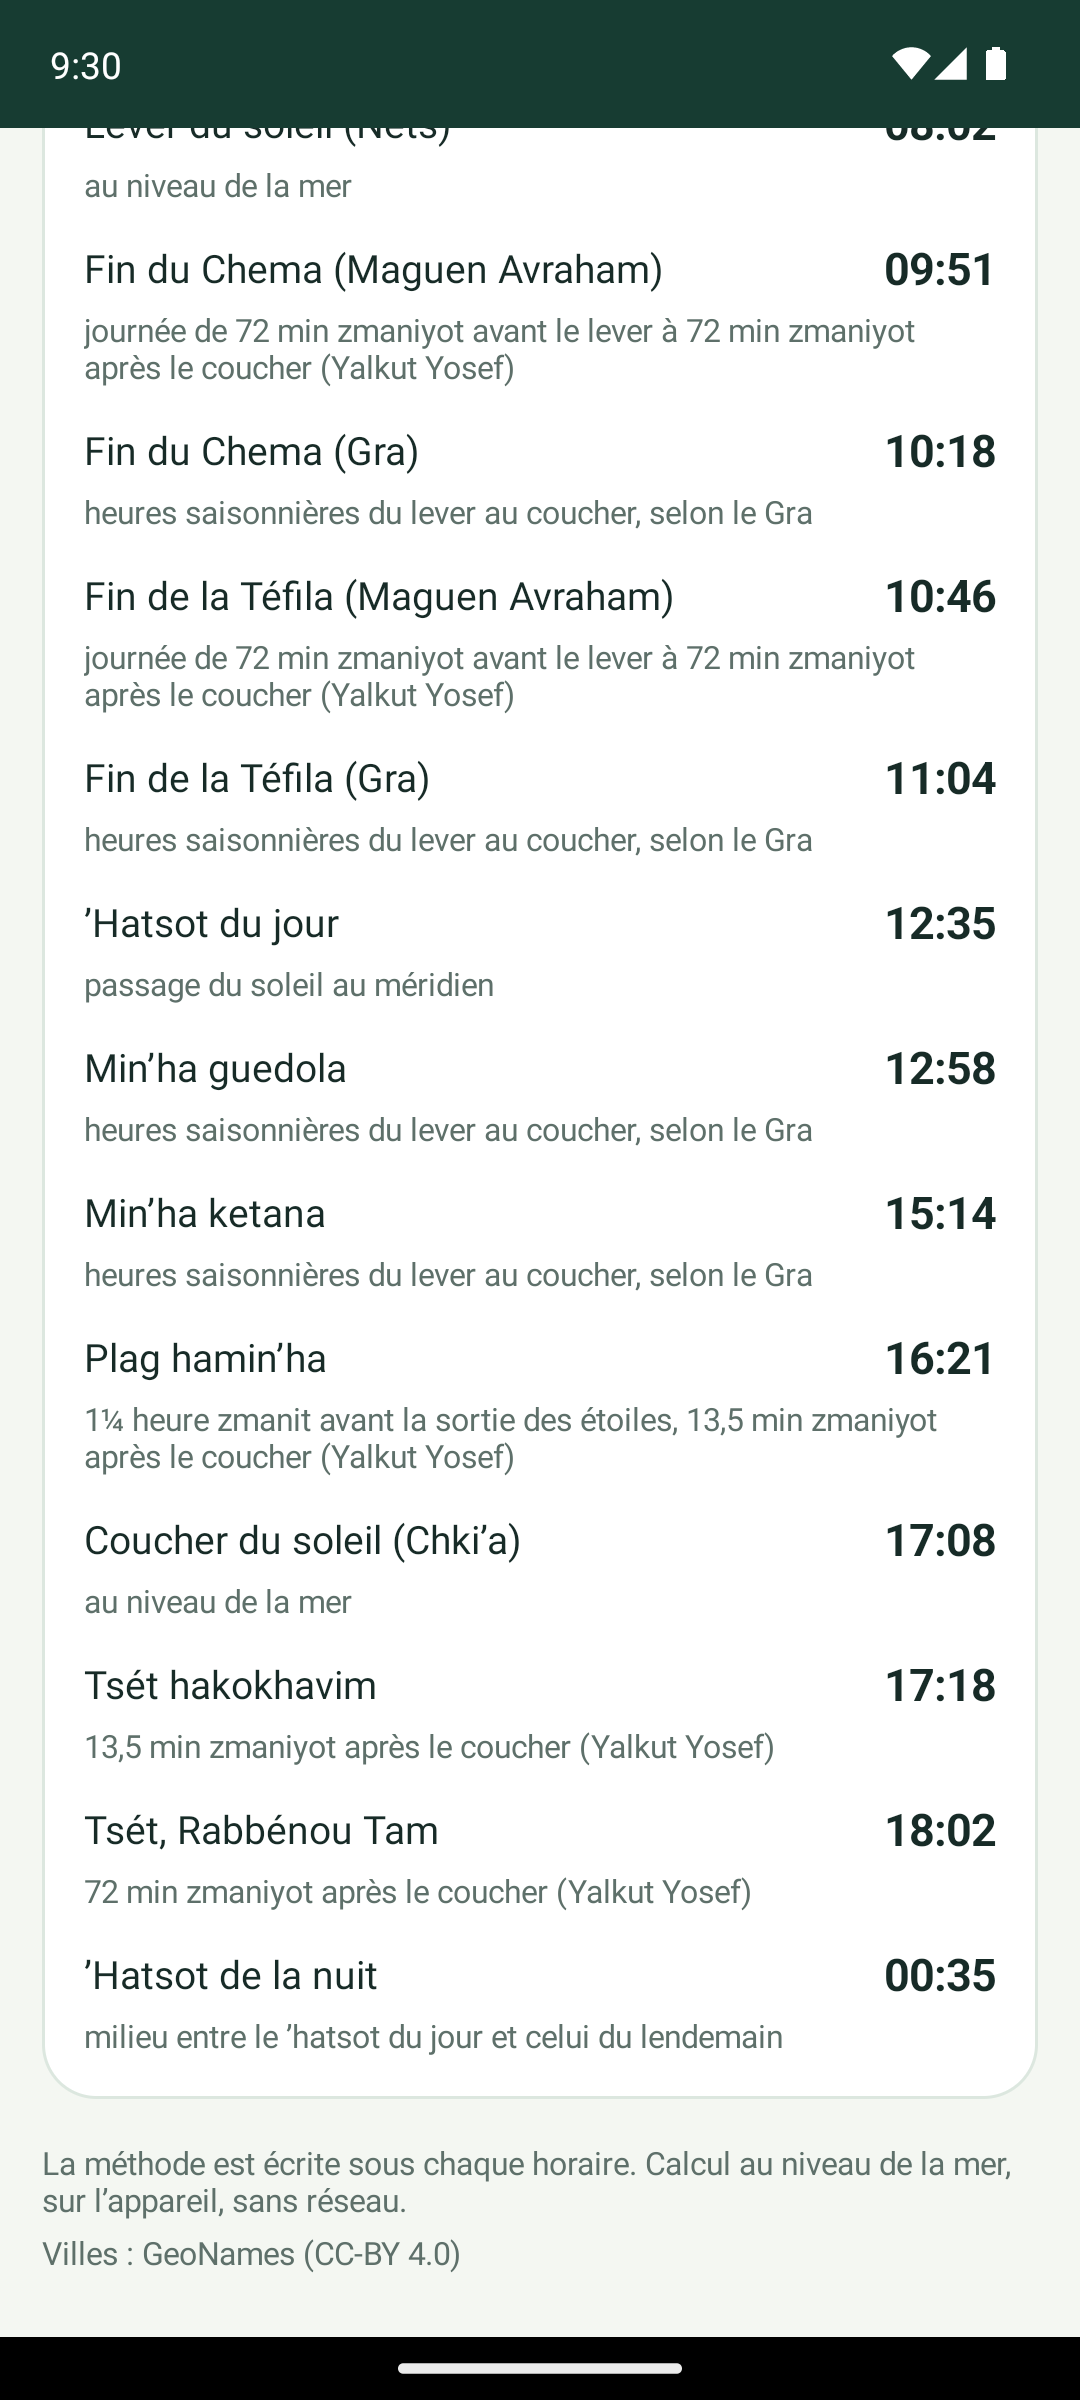 9:30
Lever du soleil (Nets) 08:02
au niveau de la mer
Fin du Chema (Maguen Avraham) 09:51
journée de 72 min zmaniyot avant le lever à 72 min zmaniyot
après le coucher (Yalkut Yosef)
Fin du Chema (Gra) 10:18
heures saisonnières du lever au coucher, selon le Gra
Fin de la Téfila (Maguen Avraham) 10:46
journée de 72 min zmaniyot avant le lever à 72 min zmaniyot
après le coucher (Yalkut Yosef)
Fin de la Téfila (Gra) 11:04
heures saisonnières du lever au coucher, selon le Gra
’Hatsot du jour 12:35
passage du soleil au méridien
Min’ha guedola 12:58
heures saisonnières du lever au coucher, selon le Gra
Min’ha ketana 15:14
heures saisonnières du lever au coucher, selon le Gra
Plag hamin’ha 16:21
1¼ heure zmanit avant la sortie des étoiles, 13,5 min zmaniyot
après le coucher (Yalkut Yosef)
Coucher du soleil (Chki’a) 17:08
au niveau de la mer
Tsét hakokhavim 17:18
13,5 min zmaniyot après le coucher (Yalkut Yosef)
Tsét, Rabbénou Tam 18:02
72 min zmaniyot après le coucher (Yalkut Yosef)
’Hatsot de la nuit 00:35
milieu entre le ’hatsot du jour et celui du lendemain
La méthode est écrite sous chaque horaire. Calcul au niveau de la mer,
sur l’appareil, sans réseau.
Villes : GeoNames (CC-BY 4.0)